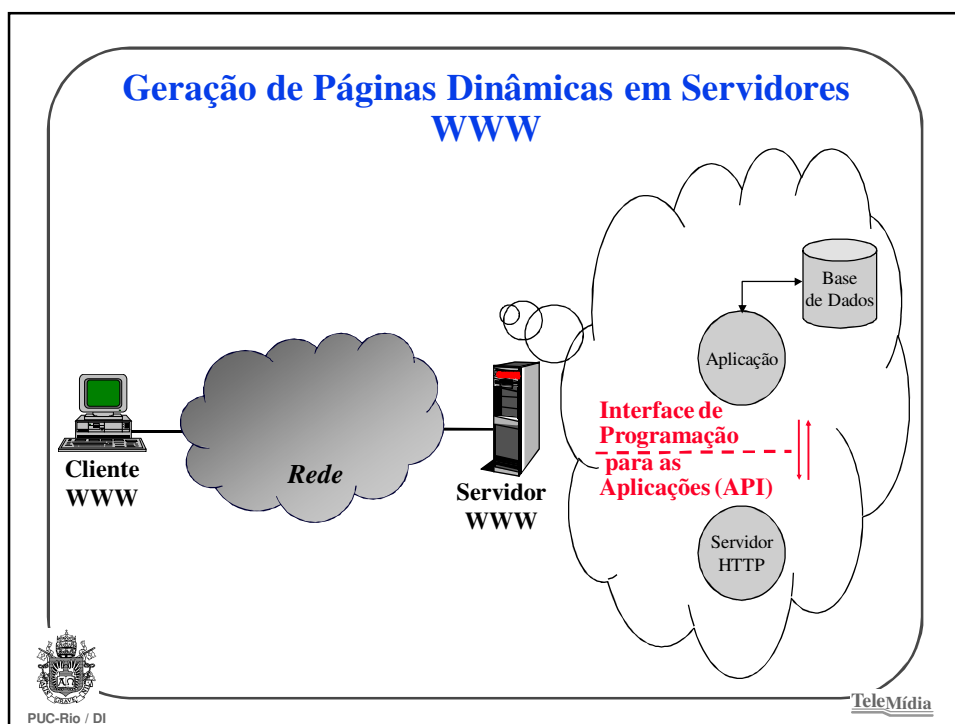 Geração de Páginas Dinâmicas em Servidores
WWW
Base
de Dados
Aplicação
Interface de
Programação
para as
Aplicações (API)
Cliente
WWW
Rede
Servidor
WWW
Servidor
HTTP
PUC-Rio / DI
TeleMídia